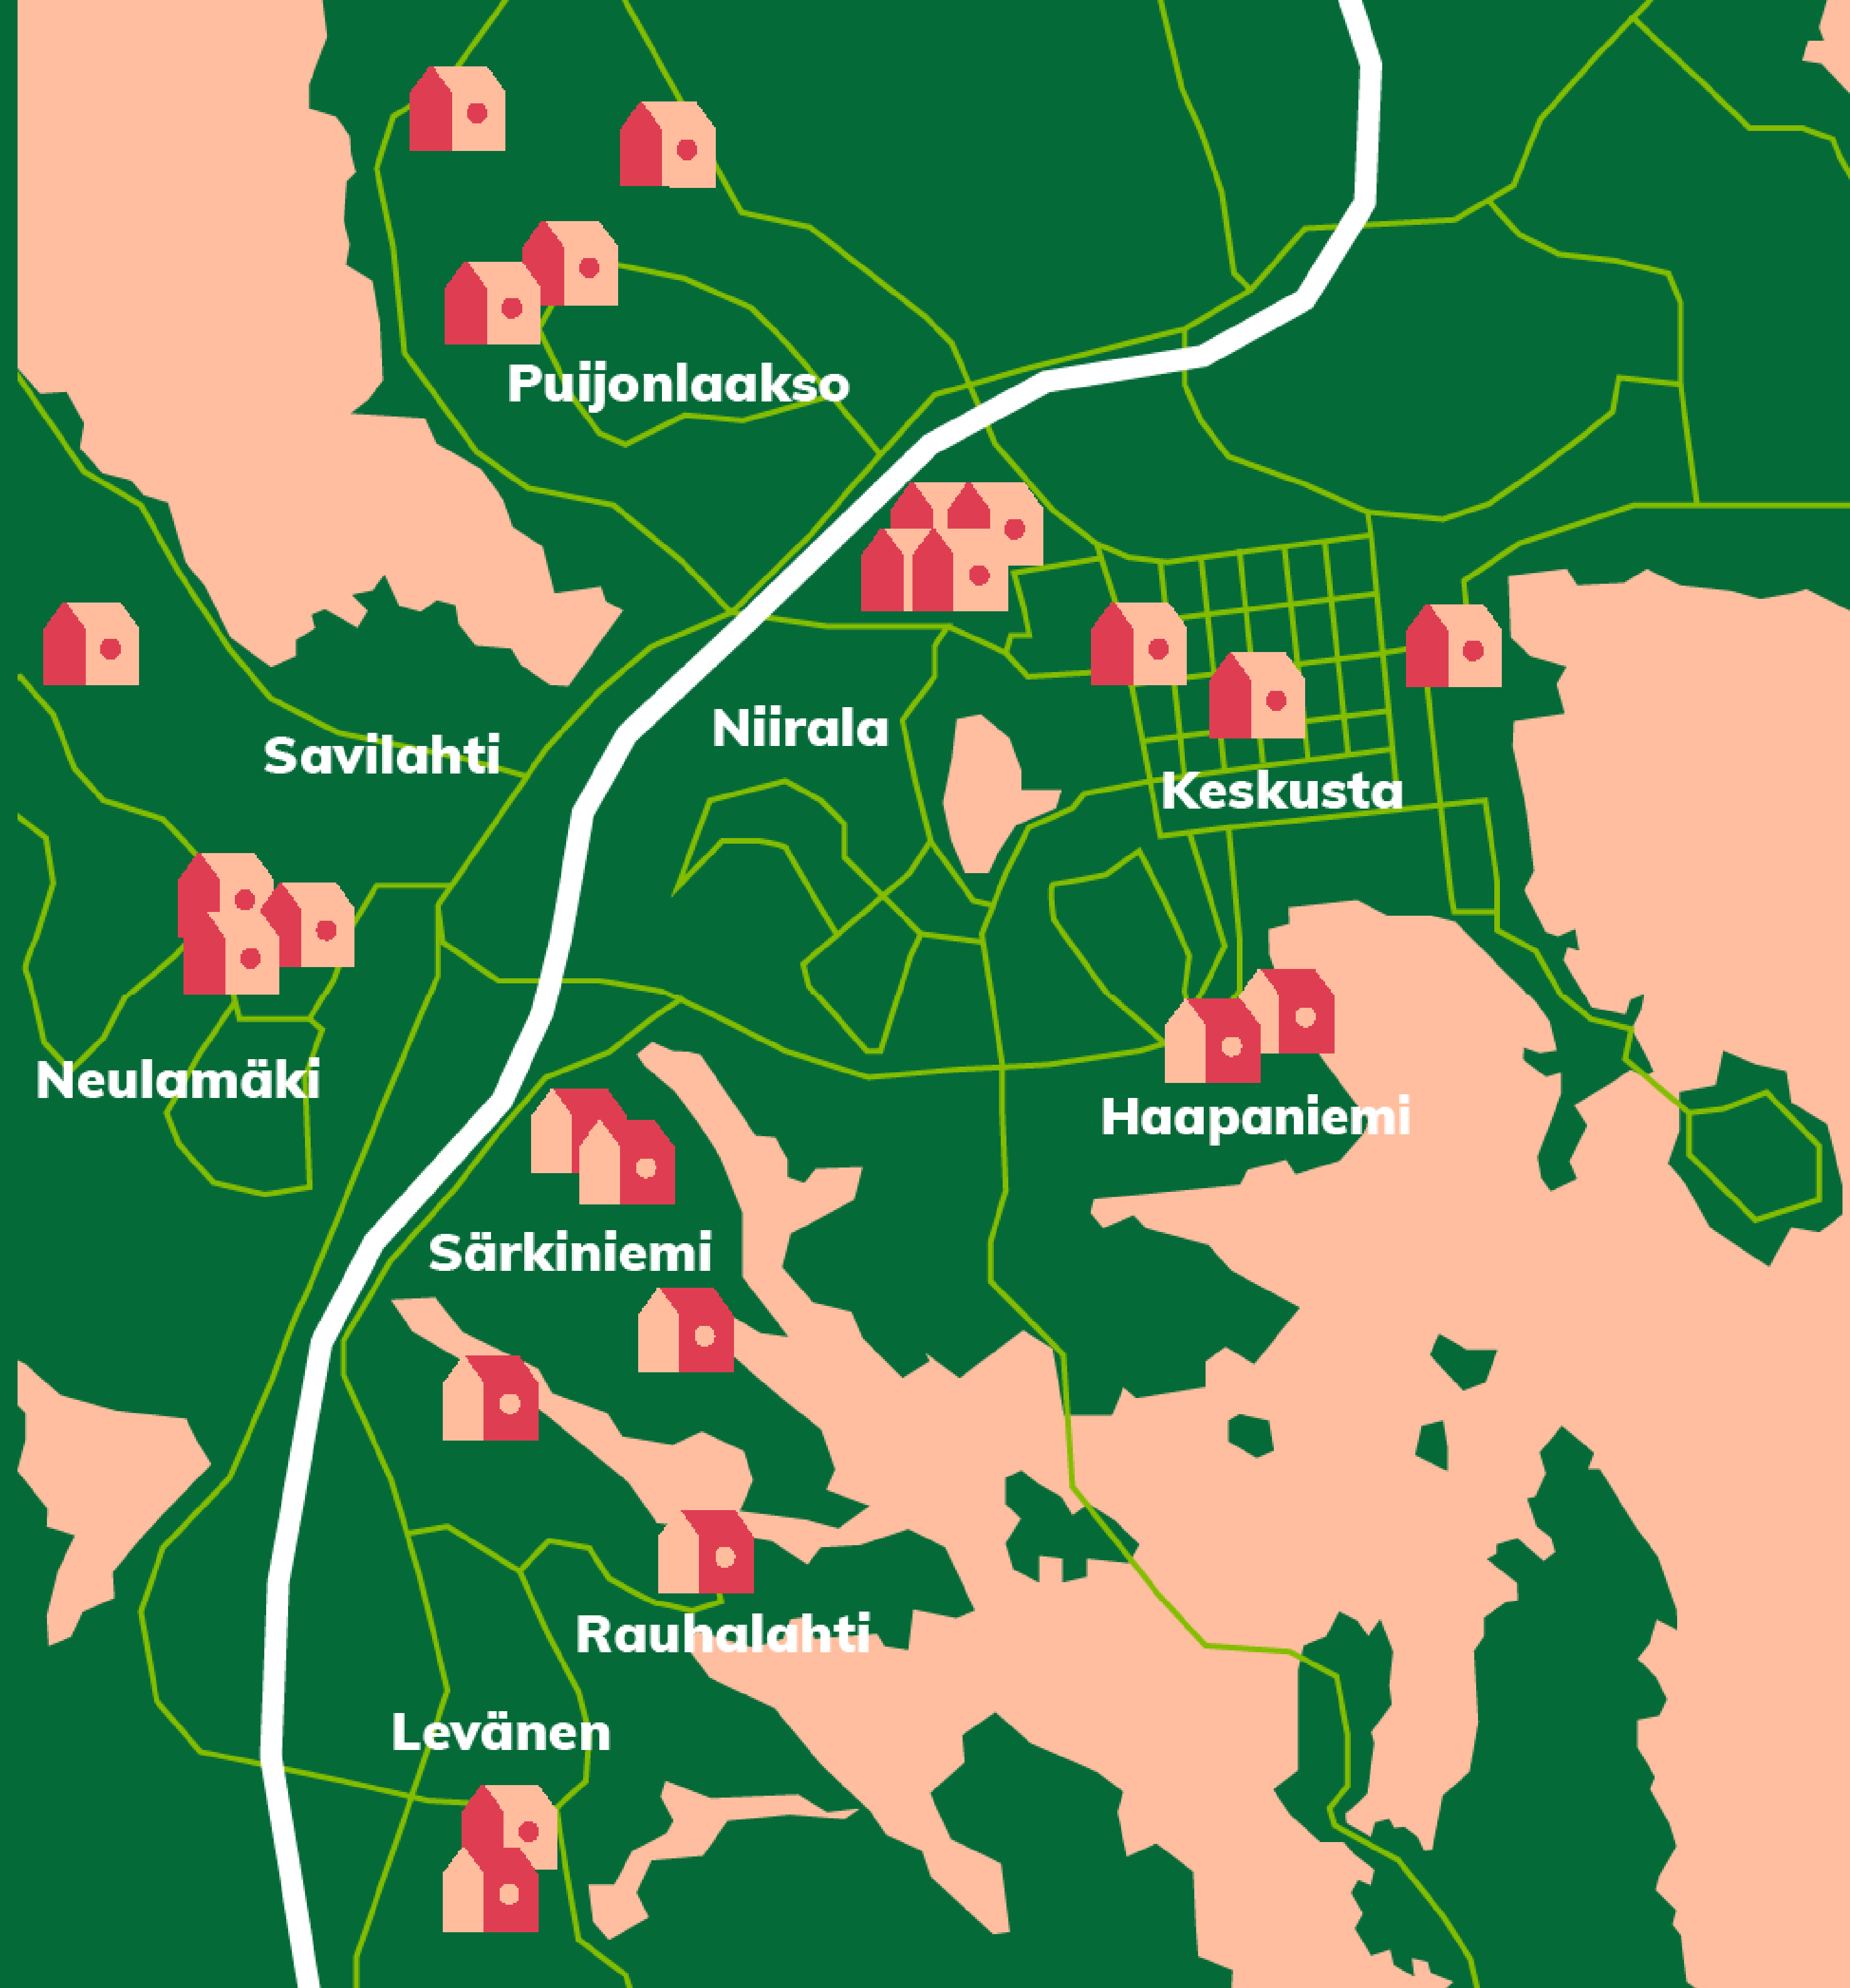 Puijonlaakso
Niirala
Savilahti
Keskusta
Neulamäki
Haapaniemi
Särkiniemi
Rauhalahti
Levänen